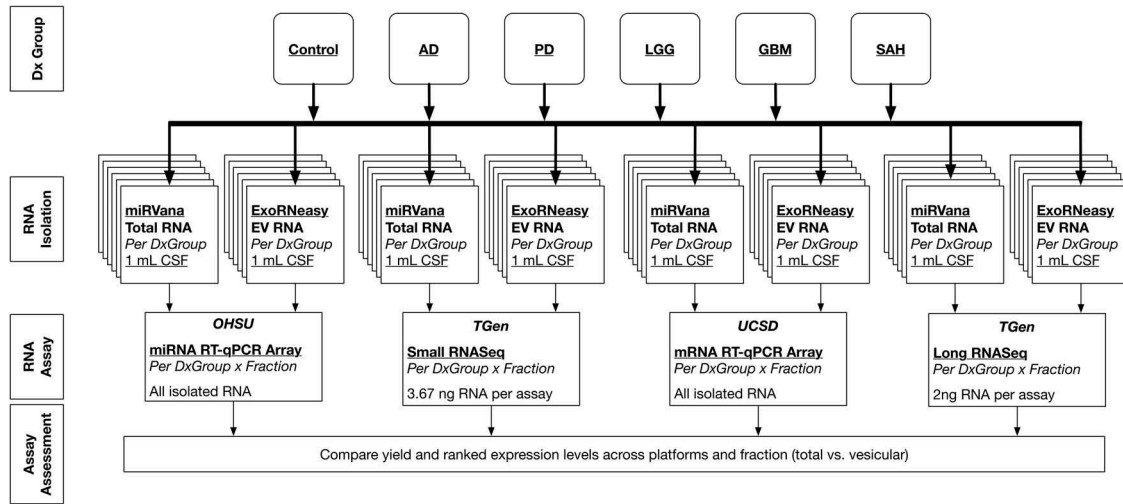 Dx Group
Control
AD
PD
LGG
GBM
SAH
RNA
Isolation
miRVana
Total RNA
Per DxGroup
1 mL CSF
ExoRNeasy
EV RNA
Per DxGroup
1 mL CSF
miRVana
Total RNA
Per DxGroup
1 mL CSF
ExoRNeasy
EV RNA
Per DxGroup
1 mL CSF
miRVana
Total RNA
Per DxGroup
1 mL CSF
ExoRNeasy
EV RNA
Per DxGroup
1 mL CSF
miRVana
Total RNA
Per DxGroup
1 mL CSF
ExoRNeasy
EV RNA
Per DxGroup
1 mL CSF
RNA
Assay
OHSU
miRNA RT-qPCR Array
Per DxGroup x Fraction
All isolated RNA
TGen
Small RNASeq
Per DxGroup x Fraction
3.67 ng RNA per assay
UCSD
mRNA RT-qPCR Array
Per DxGroup x Fraction
All isolated RNA
TGen
Long RNASeq
Per DxGroup x Fraction
2ng RNA per assay
Assay
Assessment
Compare yield and ranked expression levels across platforms and fraction (total vs. vesicular)